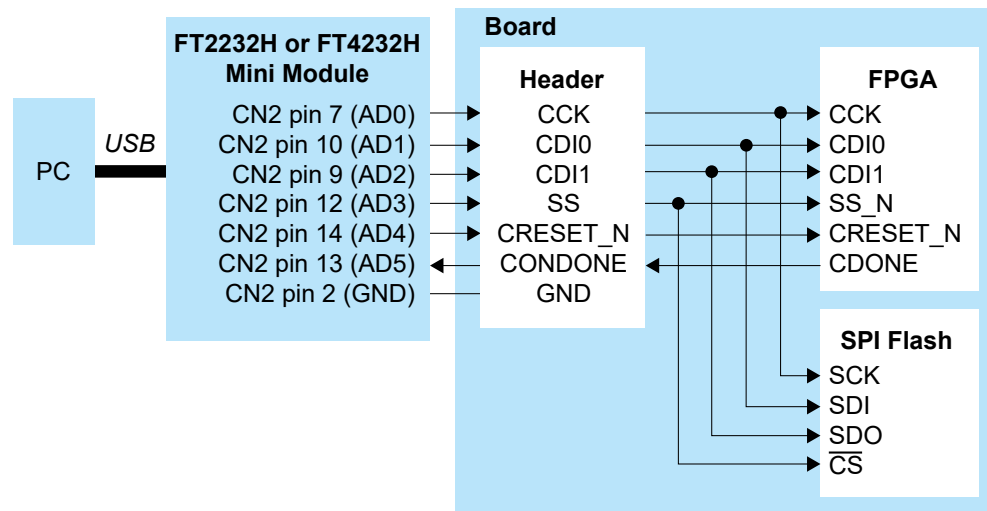 PC
USB
FT2232H or FT4232H
Mini Module
CN2 pin 7 (AD0)
CN2 pin 10 (AD1)
CN2 pin 9 (AD2)
CN2 pin 12 (AD3)
CN2 pin 14 (AD4)
CN2 pin 13 (AD5)
CN2 pin 2 (GND)
Board
Header
CCK
CDI0
CDI1
SS
CRESET_N
CONDONE
GND
FPGA
CCK
CDI0
CDI1
SS_N
CRESET_N
CDONE
SPI Flash
SCK
SDI
SDO
C̅S̅